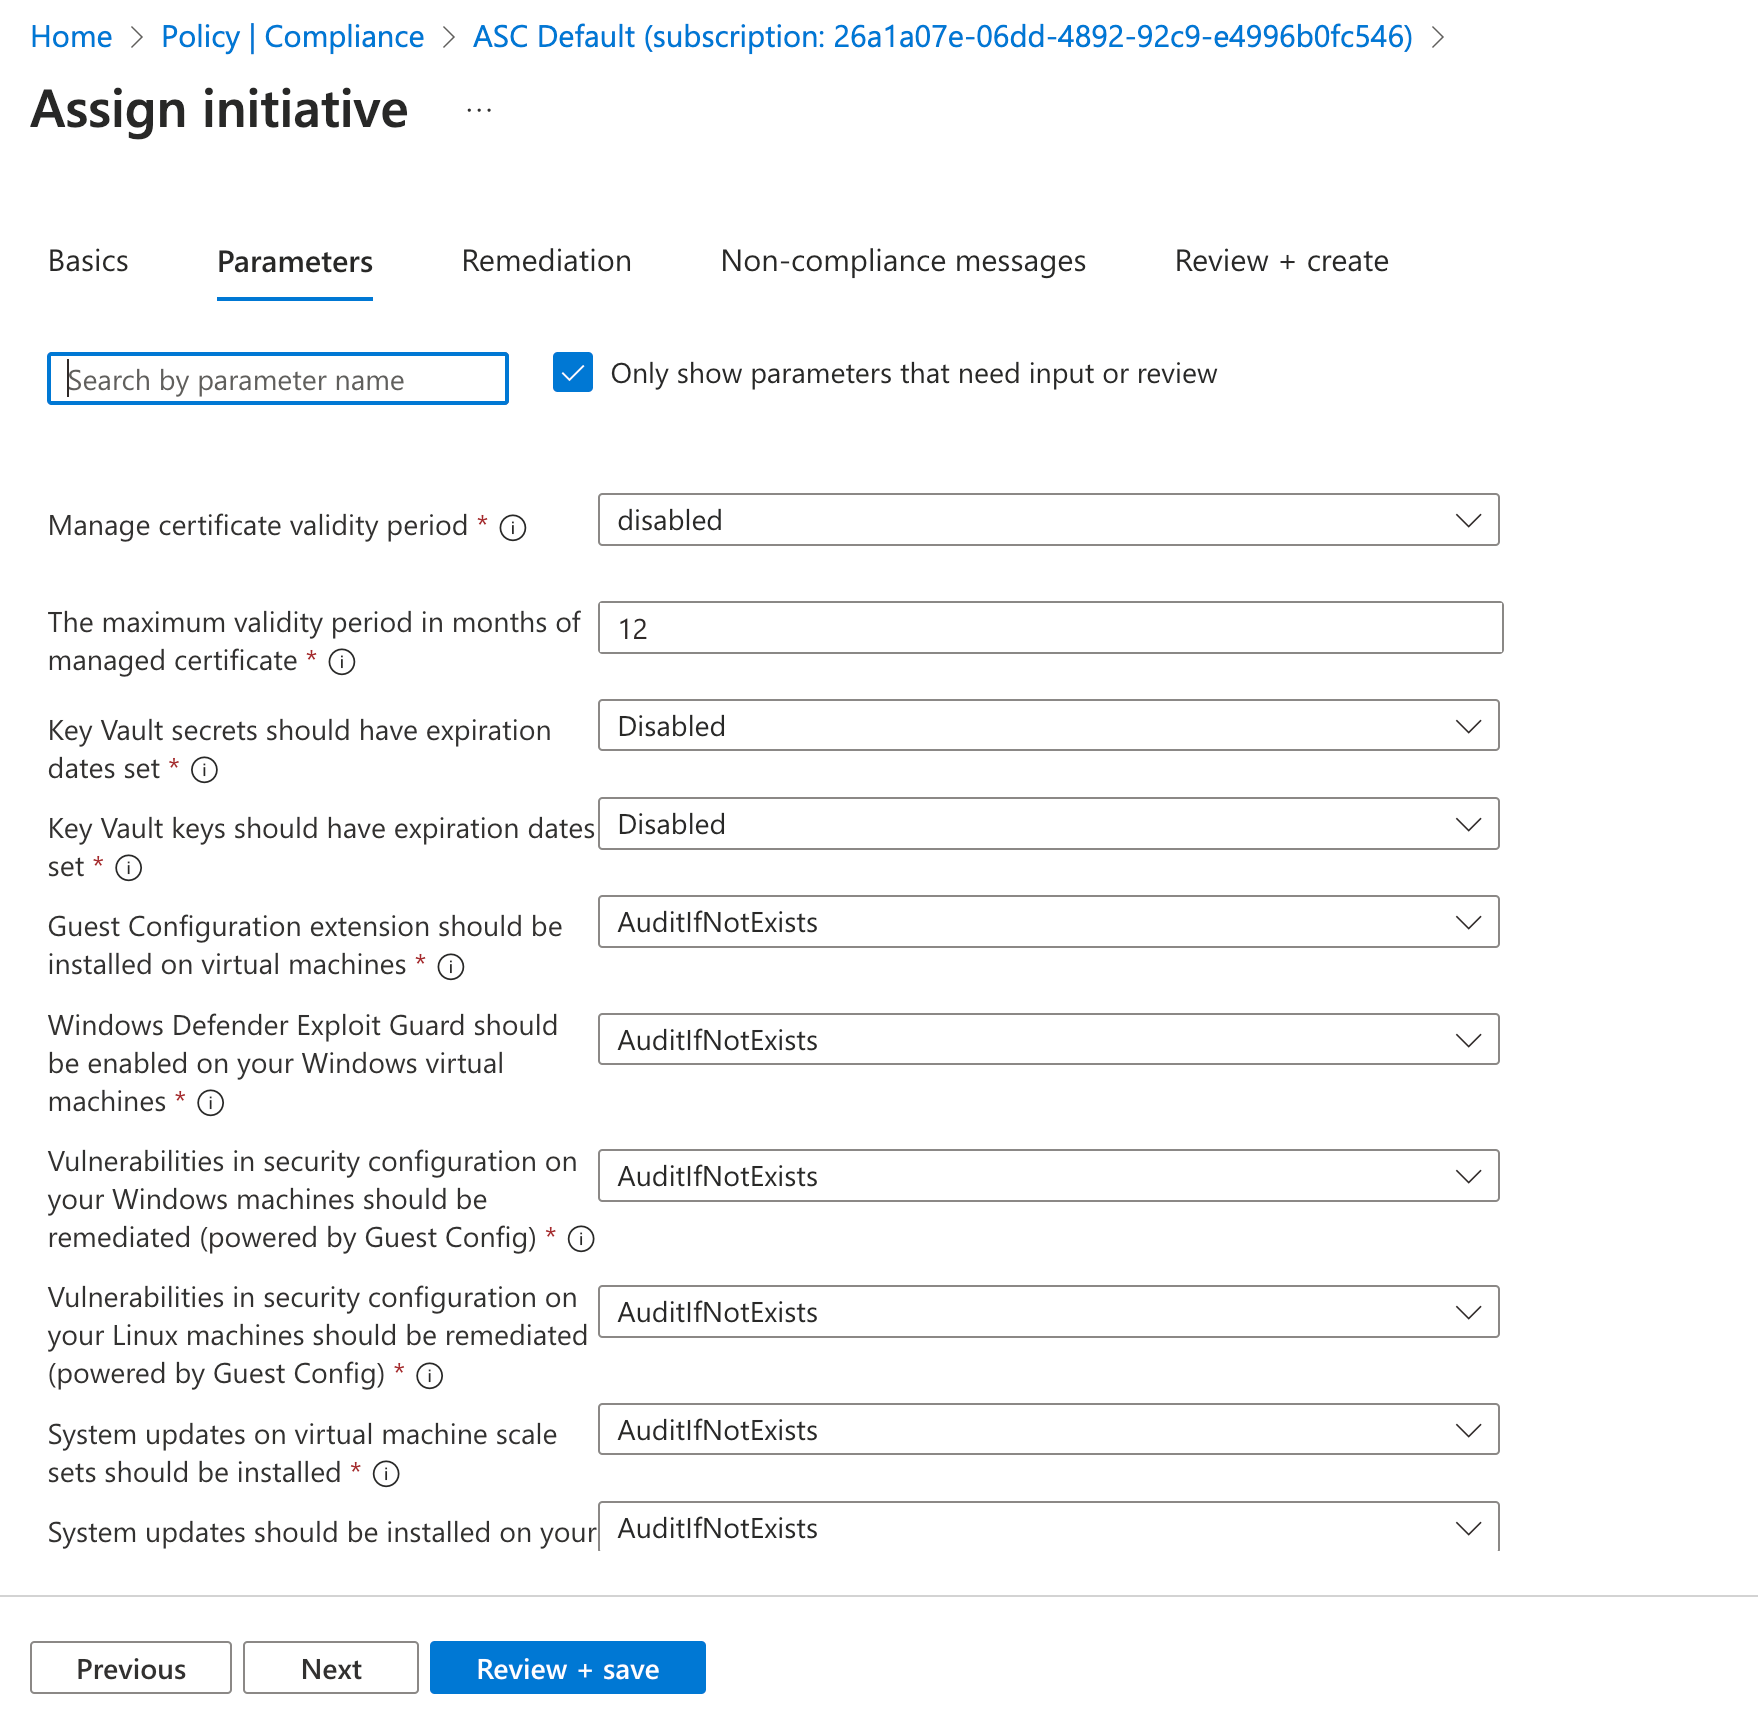 Home > Policy | Compliance > ASC Default (subscription: 26a1a07e-06dd-4892-92c9-e4996b0fc546) >
Assign initiative ...
Basics Parameters Remediation Non-compliance messages Review + create
Search by parameter name Only show parameters that need input or review
Manage certificate validity period * disabled
The maximum validity period in months of
managed certificate *
12
Key Vault secrets should have expiration
dates set *
Disabled
Key Vault keys should have expiration dates
set *
Disabled
Guest Configuration extension should be
installed on virtual machines *
AuditIfNotExists
Windows Defender Exploit Guard should
be enabled on your Windows virtual
machines *
AuditIfNotExists
Vulnerabilities in security configuration on
your Windows machines should be
remediated (powered by Guest Config) *
AuditIfNotExists
Vulnerabilities in security configuration on
your Linux machines should be remediated
(powered by Guest Config) *
AuditIfNotExists
System updates on virtual machine scale
sets should be installed *
AuditIfNotExists
System updates should be installed on your
AuditIfNotExists
Previous Next Review + save